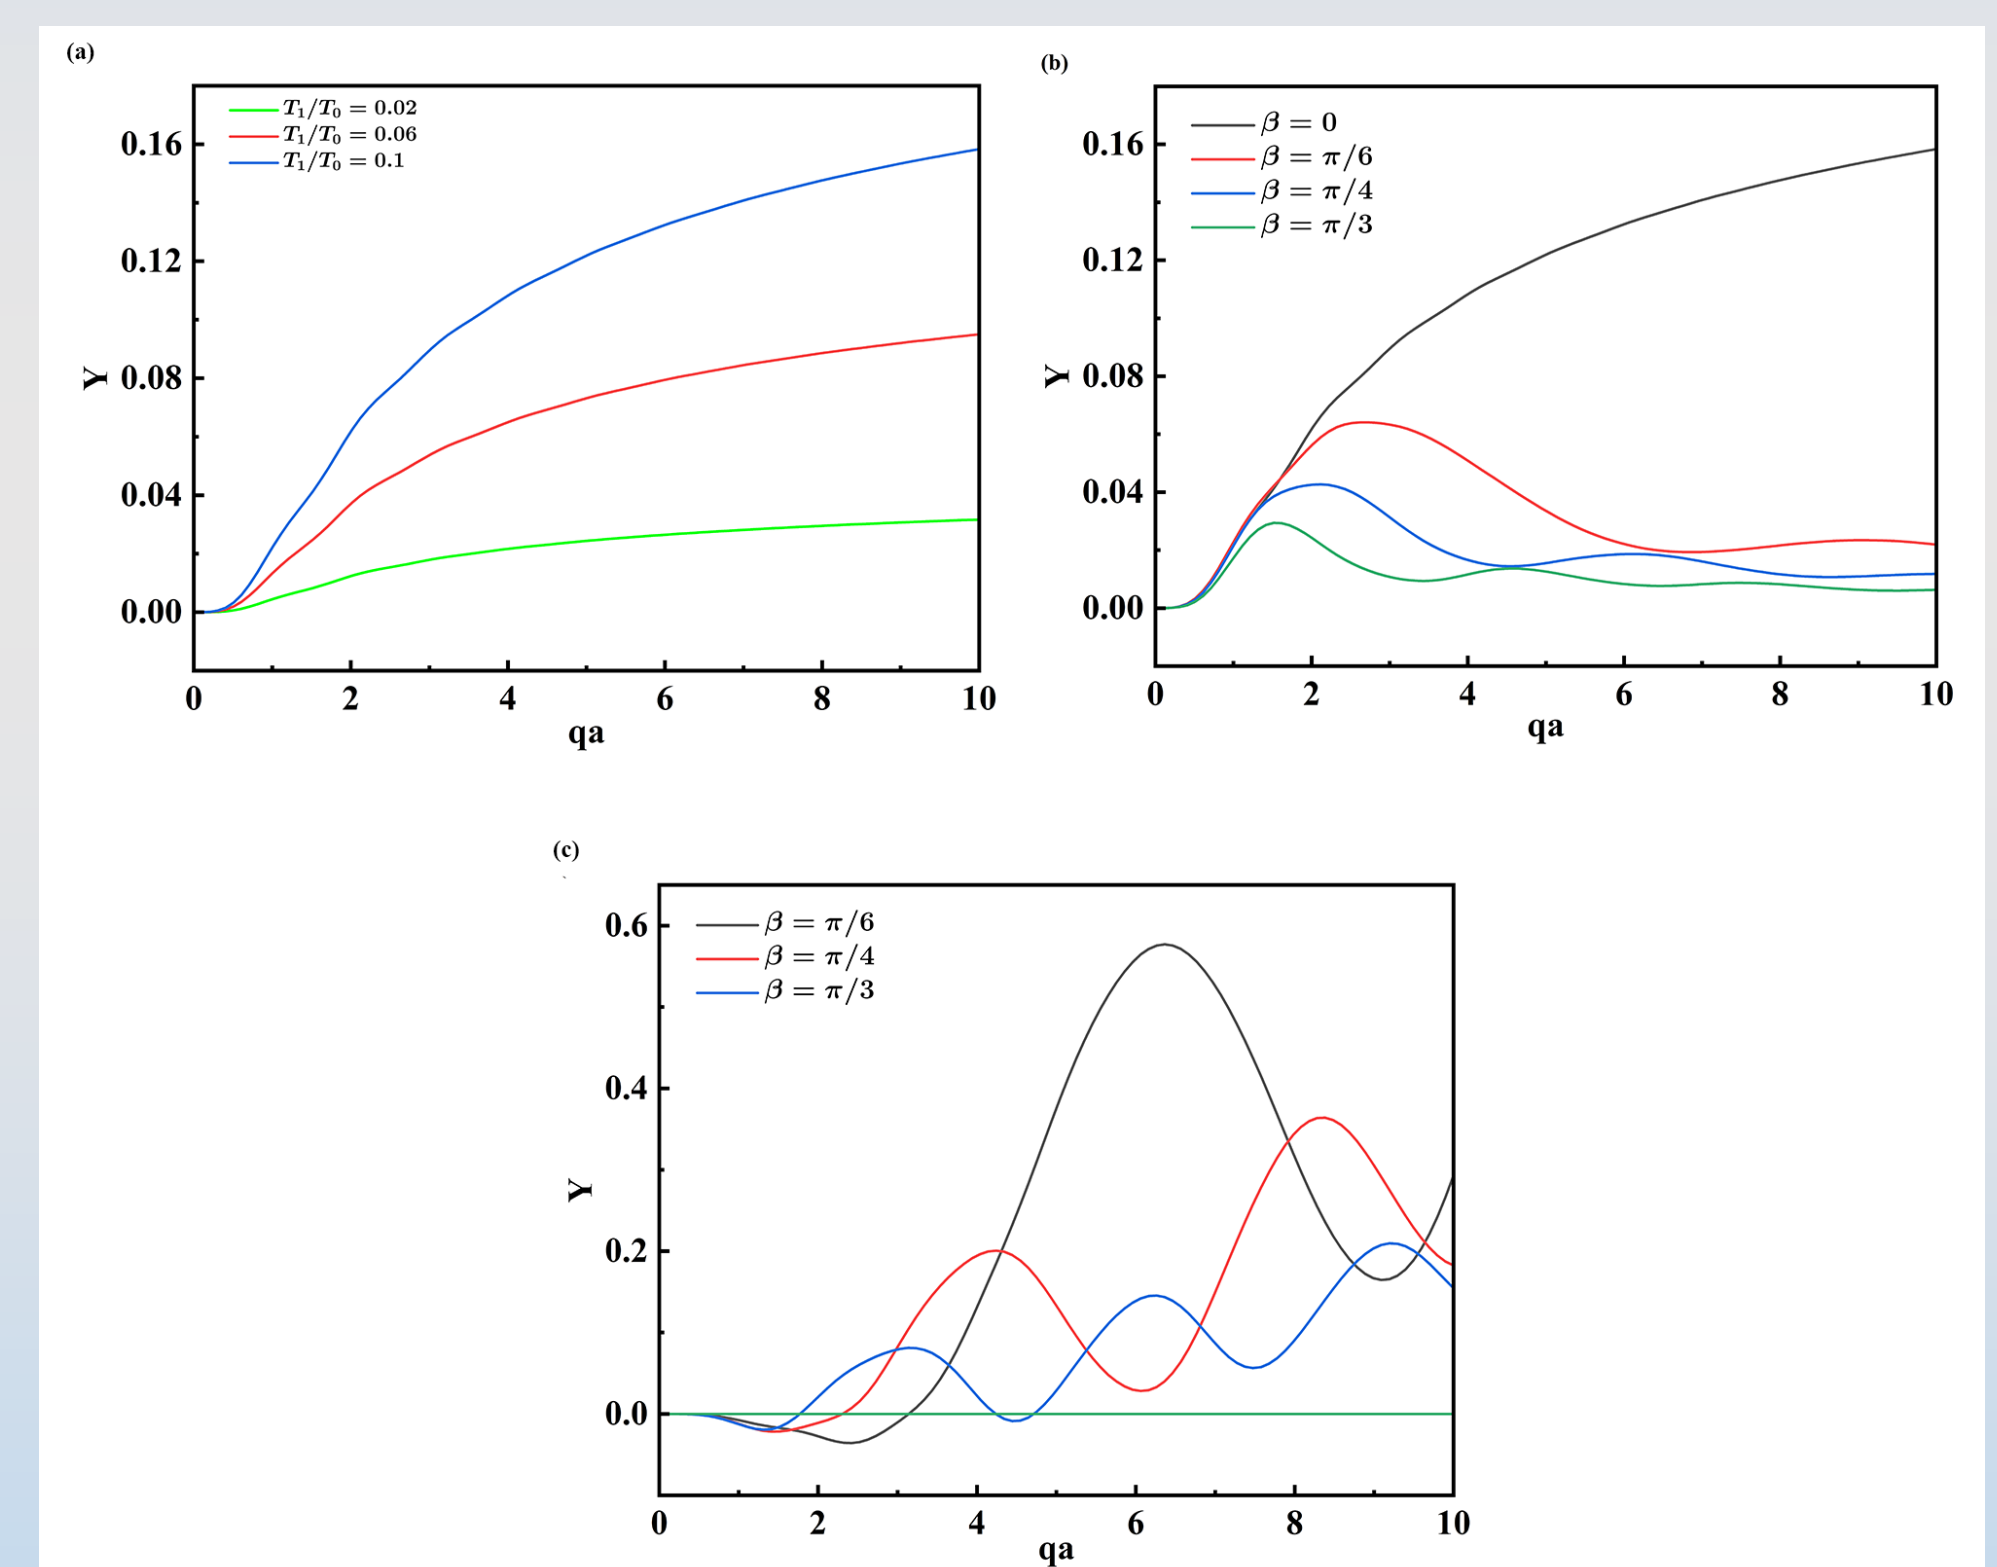 (a)
T₁/T₀ = 0.02
T₁/T₀ = 0.06
T₁/T₀ = 0.1
0.16
0.12
0.08
0.04
0.00
Y
0 2 4 6 8 10
qa
(b)
β = 0
β = π/6
β = π/4
β = π/3
0.16
0.12
0.08
0.04
0.00
Y
0 2 4 6 8 10
qa
(c)
β = π/6
β = π/4
β = π/3
0.6
0.4
0.2
0.0
Y
0 2 4 6 8 10
qa